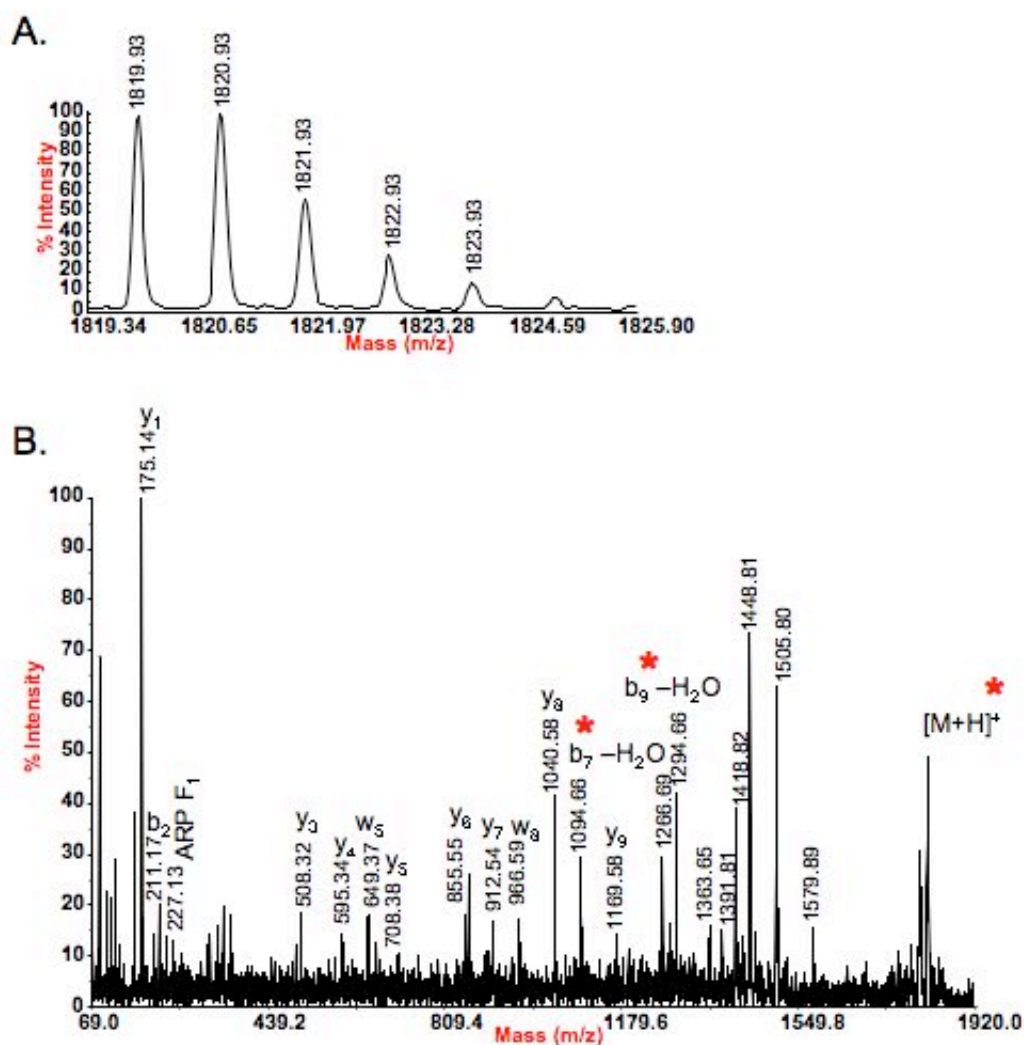 A.
1819.93
1820.93
1821.93
1822.93
1823.93
% Intensity
100
90
80
70
60
50
40
30
20
10
0
1819.34 1820.65 1821.97 1823.28 1824.59 1825.90
Mass (m/z)
B.
% Intensity
100
90
80
70
60
50
40
30
20
10
0
y₁
175.14
b₂
211.17
ARP F₁
227.13
y₃
508.32
y₄
595.34
w₅
649.37
y₅
708.38
y₆
855.55
y₇
912.54
w₈
966.59
y₈
1040.58
* b₇ –H₂O
1094.66
y₉
1169.58
1266.69
* b₉ –H₂O
1294.66
1363.65
1391.81
1418.82
1448.81
1505.80
1579.89
* [M+H]⁺
69.0 439.2 809.4 1179.6 1549.8 1920.0
Mass (m/z)